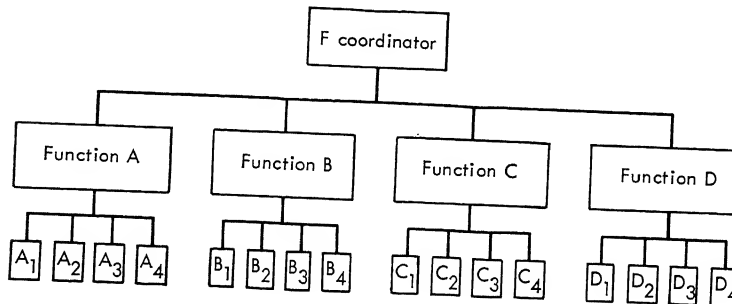 F coordinator
Function A
Function B
Function C
Function D
A₁ A₂ A₃ A₄
B₁ B₂ B₃ B₄
C₁ C₂ C₃ C₄
D₁ D₂ D₃ D₄